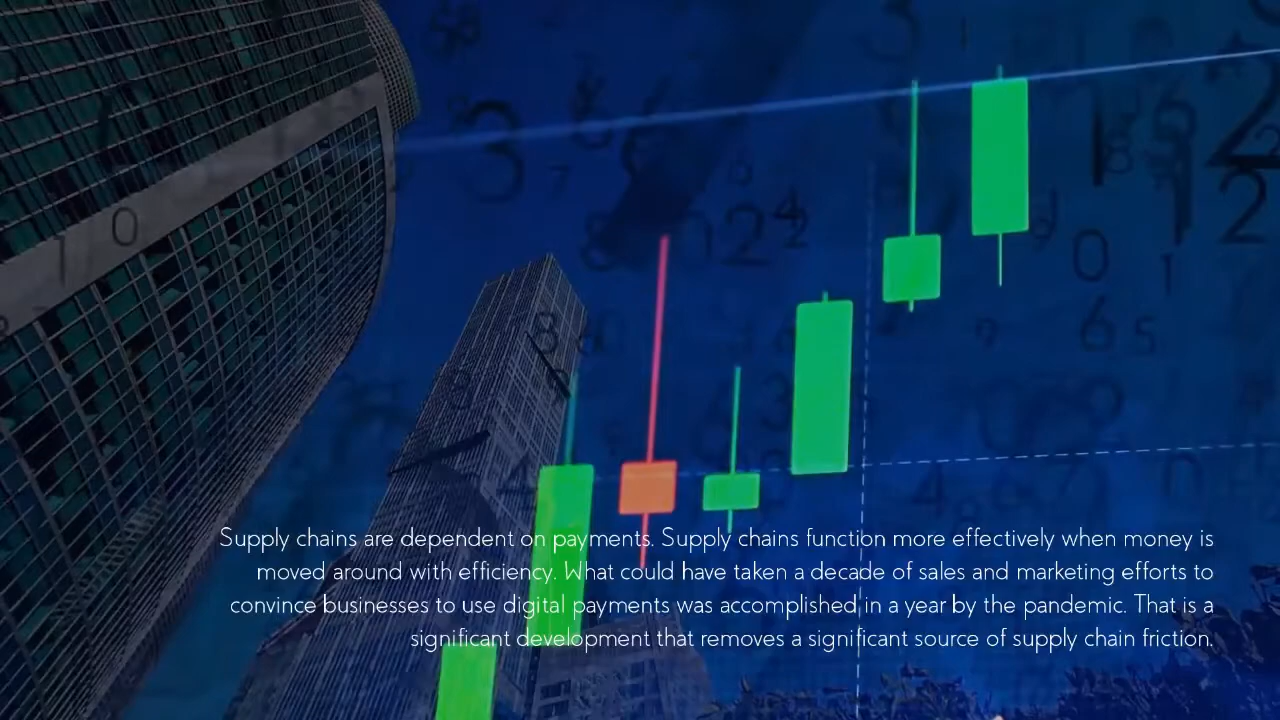 Supply chains are dependent on payments. Supply chains function more effectively when money is
moved around with efficiency. What could have taken a decade of sales and marketing efforts to
convince businesses to use digital payments was accomplished in a year by the pandemic. That is a
significant development that removes a significant source of supply chain friction.